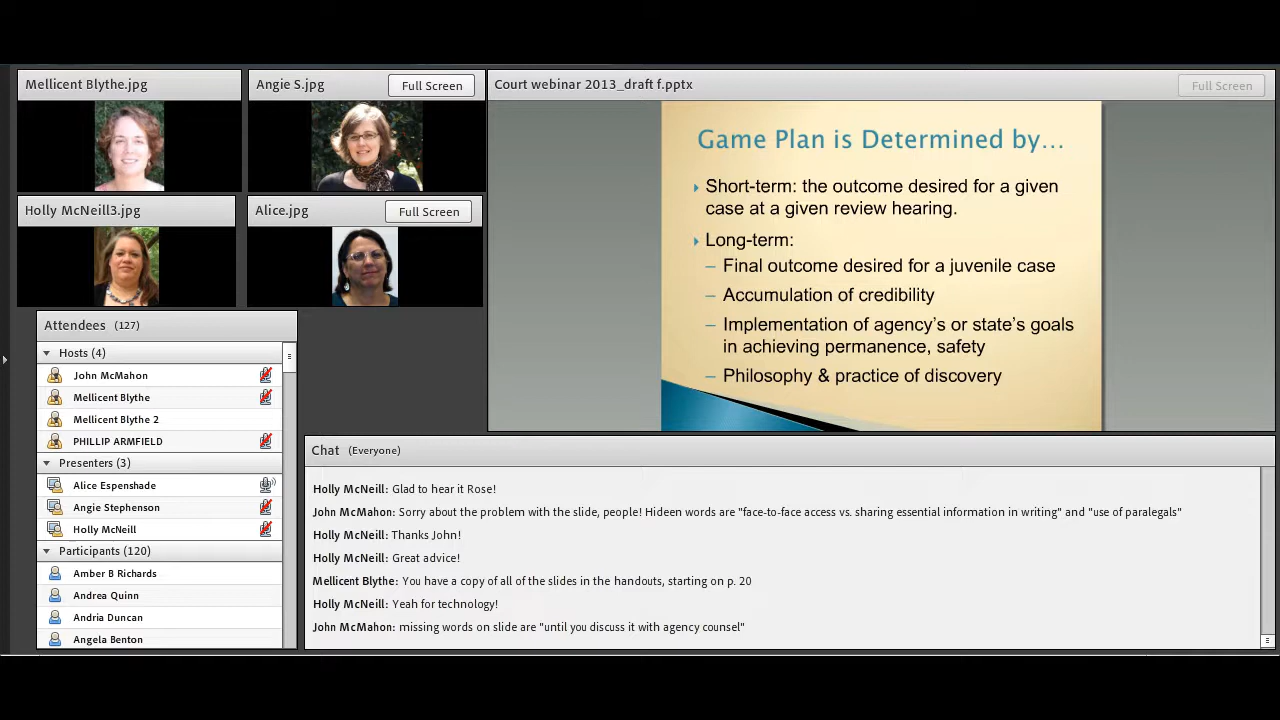 Mellicent Blythe.jpg
Angie S.jpg
Full Screen
Holly McNeill3.jpg
Alice.jpg
Full Screen
Court webinar 2013_draft f.pptx
Full Screen
Game Plan is Determined by...
Short-term: the outcome desired for a given
case at a given review hearing.
Long-term:
– Final outcome desired for a juvenile case
– Accumulation of credibility
– Implementation of agency's or state's goals
in achieving permanence, safety
– Philosophy & practice of discovery
Attendees (127)
Hosts (4)
John McMahon
Mellicent Blythe
Mellicent Blythe 2
PHILLIP ARMFIELD
Presenters (3)
Alice Espenshade
Angie Stephenson
Holly McNeill
Participants (120)
Amber B Richards
Andrea Quinn
Andria Duncan
Angela Benton
Chat (Everyone)
Holly McNeill: Glad to hear it Rose!
John McMahon: Sorry about the problem with the slide, people! Hideen words are "face-to-face access vs. sharing essential information in writing" and "use of paralegals"
Holly McNeill: Thanks John!
Holly McNeill: Great advice!
Mellicent Blythe: You have a copy of all of the slides in the handouts, starting on p. 20
Holly McNeill: Yeah for technology!
John McMahon: missing words on slide are "until you discuss it with agency counsel"